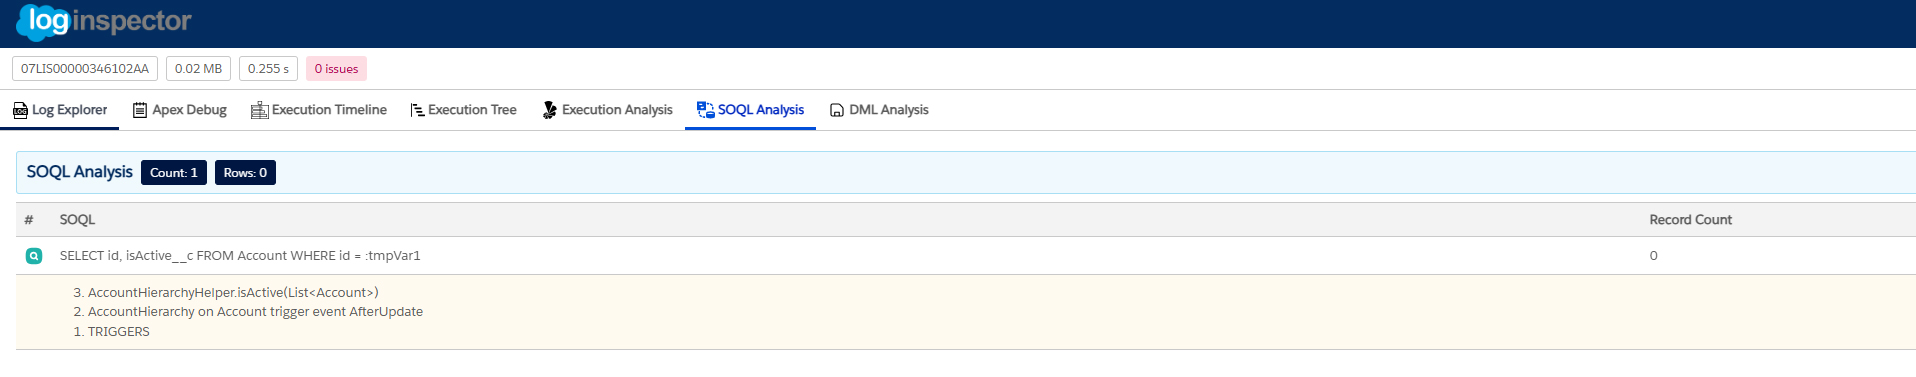 loginspector
07LIS00000346102AA 0.02 MB 0.255 s 0 issues
Log Explorer Apex Debug Execution Timeline Execution Tree Execution Analysis SOQL Analysis DML Analysis
SOQL Analysis Count: 1 Rows: 0
# SOQL Record Count
SELECT id, isActive__c FROM Account WHERE id = :tmpVar1 0
3. AccountHierarchyHelper.isActive(List<Account>)
2. AccountHierarchy on Account trigger event AfterUpdate
1. TRIGGERS